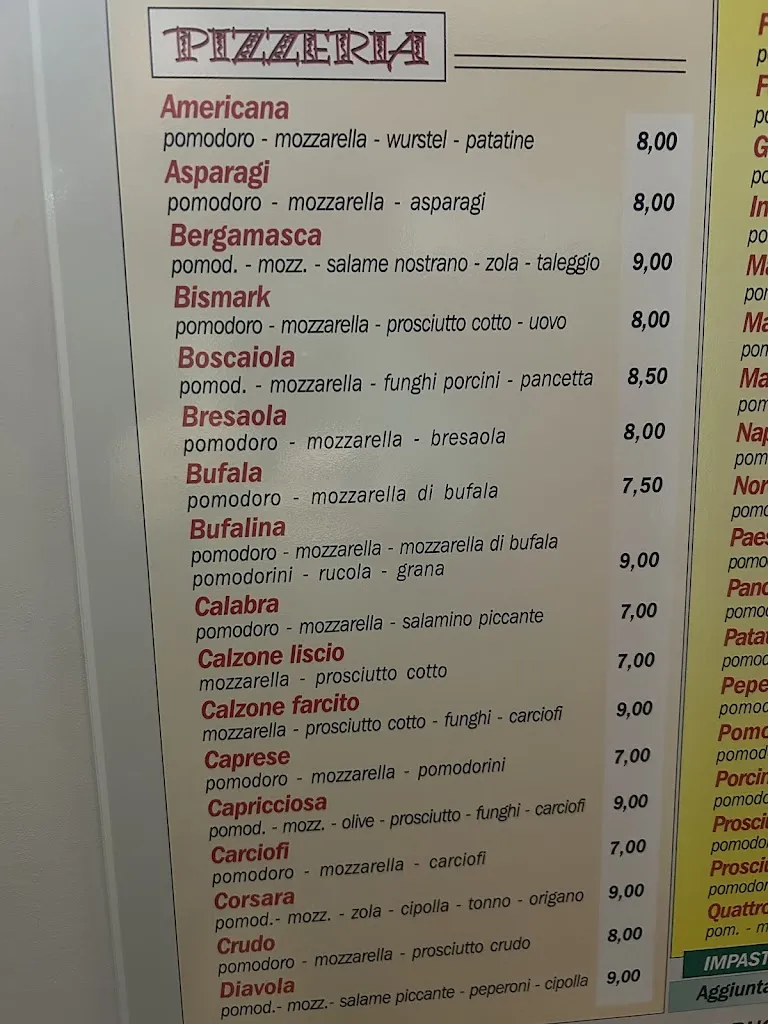 PIZZERIA
Americana
pomodoro - mozzarella - wurstel - patatine 8,00
Asparagi
pomodoro - mozzarella - asparagi 8,00
Bergamasca
pomod. - mozz. - salame nostrano - zola - taleggio 9,00
Bismark
pomodoro - mozzarella - prosciutto cotto - uovo 8,00
Boscaiola
pomod. - mozzarella - funghi porcini - pancetta 8,50
Bresaola
pomodoro - mozzarella - bresaola 8,00
Bufala
pomodoro - mozzarella di bufala 7,50
Bufalina
pomodoro - mozzarella - mozzarella di bufala
pomodorini - rucola - grana 9,00
Calabra
pomodoro - mozzarella - salamino piccante 7,00
Calzone liscio
mozzarella - prosciutto cotto 7,00
Calzone farcito
mozzarella - prosciutto cotto - funghi - carciofi 9,00
Caprese
pomodoro - mozzarella - pomodorini 7,00
Capricciosa
pomod. - mozz. - olive - prosciutto - funghi - carciofi 9,00
Carciofi
pomodoro - mozzarella - carciofi 7,00
Corsara
pomod.- mozz. - zola - cipolla - tonno - origano 9,00
Crudo
pomodoro - mozzarella - prosciutto crudo 8,00
Diavola
pomod.- mozz.- salame piccante - peperoni - cipolla 9,00
pom. - m
IMPAST
Aggiunta